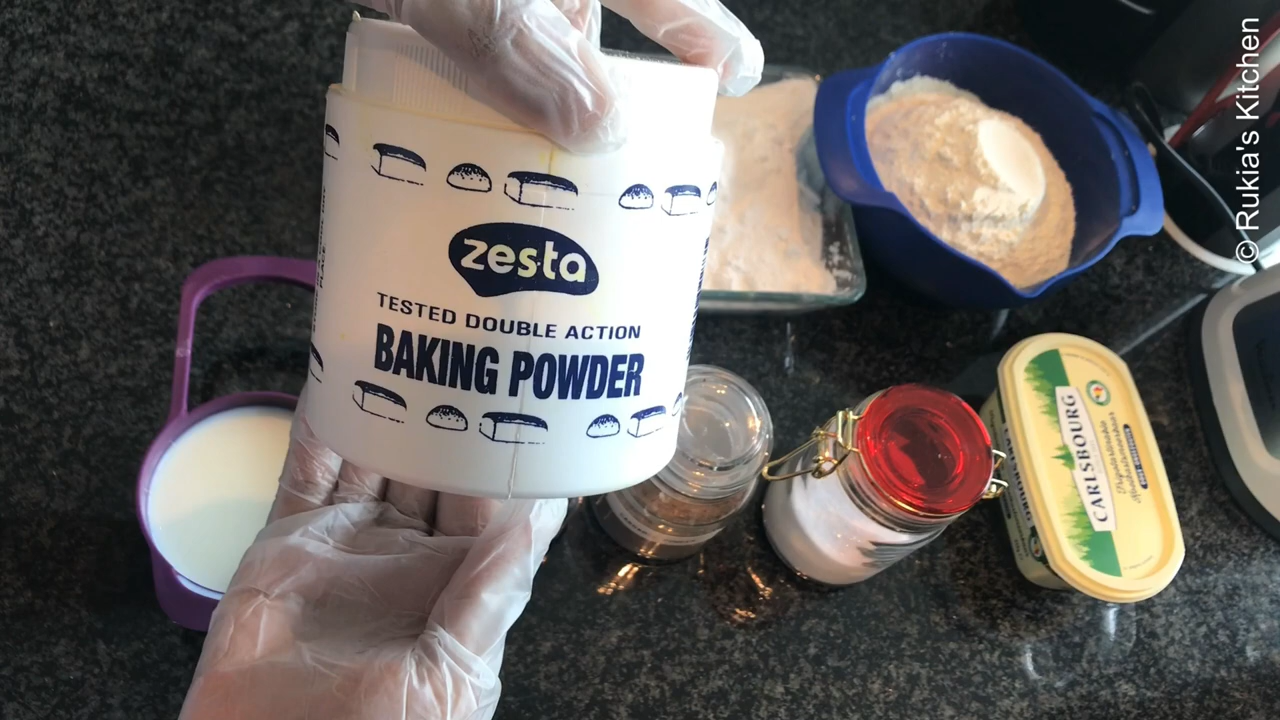 zesta
TESTED DOUBLE ACTION
BAKING POWDER
CARLSBOURG
© Rukia's Kitchen